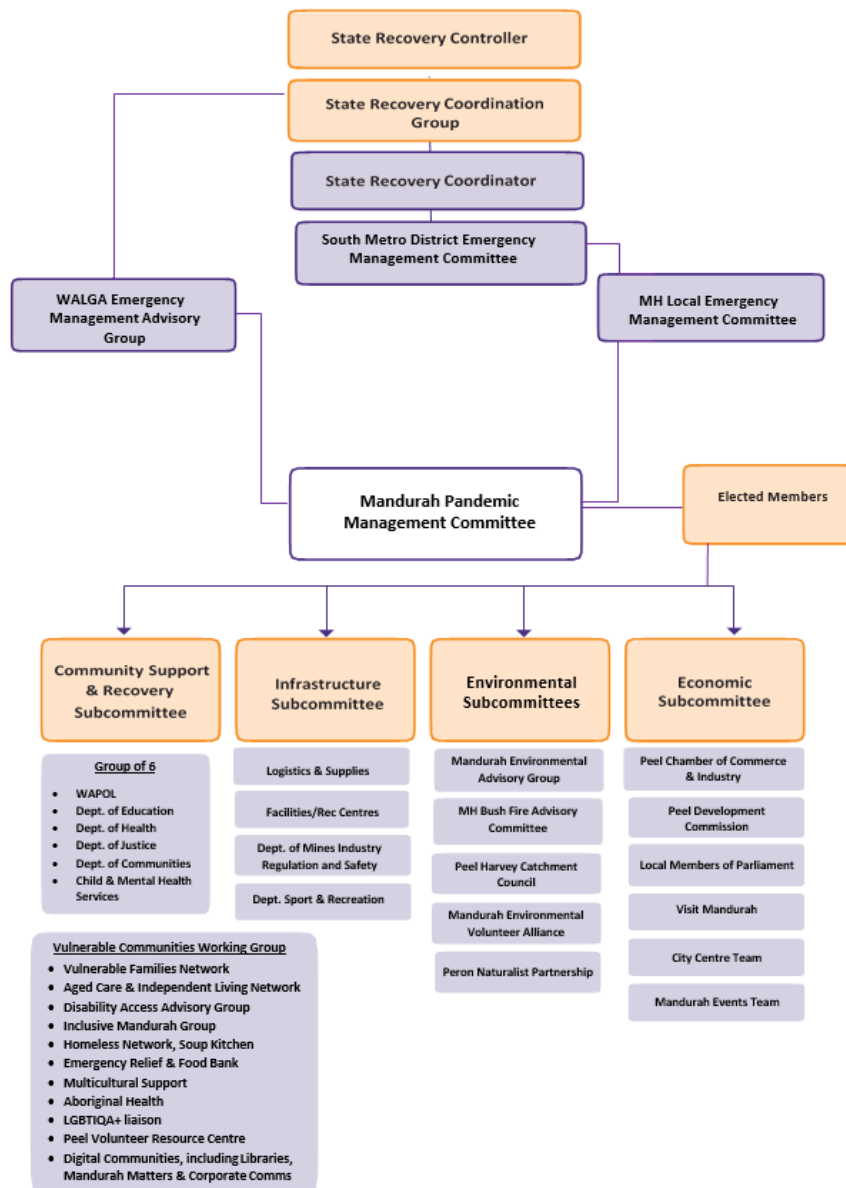 State Recovery Controller
State Recovery Coordination
Group
State Recovery Coordinator
South Metro District Emergency
Management Committee
WALGA Emergency
Management Advisory
Group
MH Local Emergency
Management Committee
Mandurah Pandemic
Management Committee
Elected Members
Community Support
& Recovery
Subcommittee
Infrastructure
Subcommittee
Environmental
Subcommittees
Economic
Subcommittee
Group of 6
• WAPOL
• Dept. of Education
• Dept. of Health
• Dept. of Justice
• Dept. of Communities
• Child & Mental Health
Services
Vulnerable Communities Working Group
• Vulnerable Families Network
• Aged Care & Independent Living Network
• Disability Access Advisory Group
• Inclusive Mandurah Group
• Homeless Network, Soup Kitchen
• Emergency Relief & Food Bank
• Multicultural Support
• Aboriginal Health
• LGBTIQA+ liaison
• Peel Volunteer Resource Centre
• Digital Communities, including Libraries,
Mandurah Matters & Corporate Comms
Logistics & Supplies
Facilities/Rec Centres
Dept. of Mines Industry
Regulation and Safety
Dept. Sport & Recreation
Mandurah Environmental
Advisory Group
MH Bush Fire Advisory
Committee
Peel Harvey Catchment
Council
Mandurah Environmental
Volunteer Alliance
Peron Naturalist Partnership
Peel Chamber of Commerce
& Industry
Peel Development
Commission
Local Members of Parliament
Visit Mandurah
City Centre Team
Mandurah Events Team